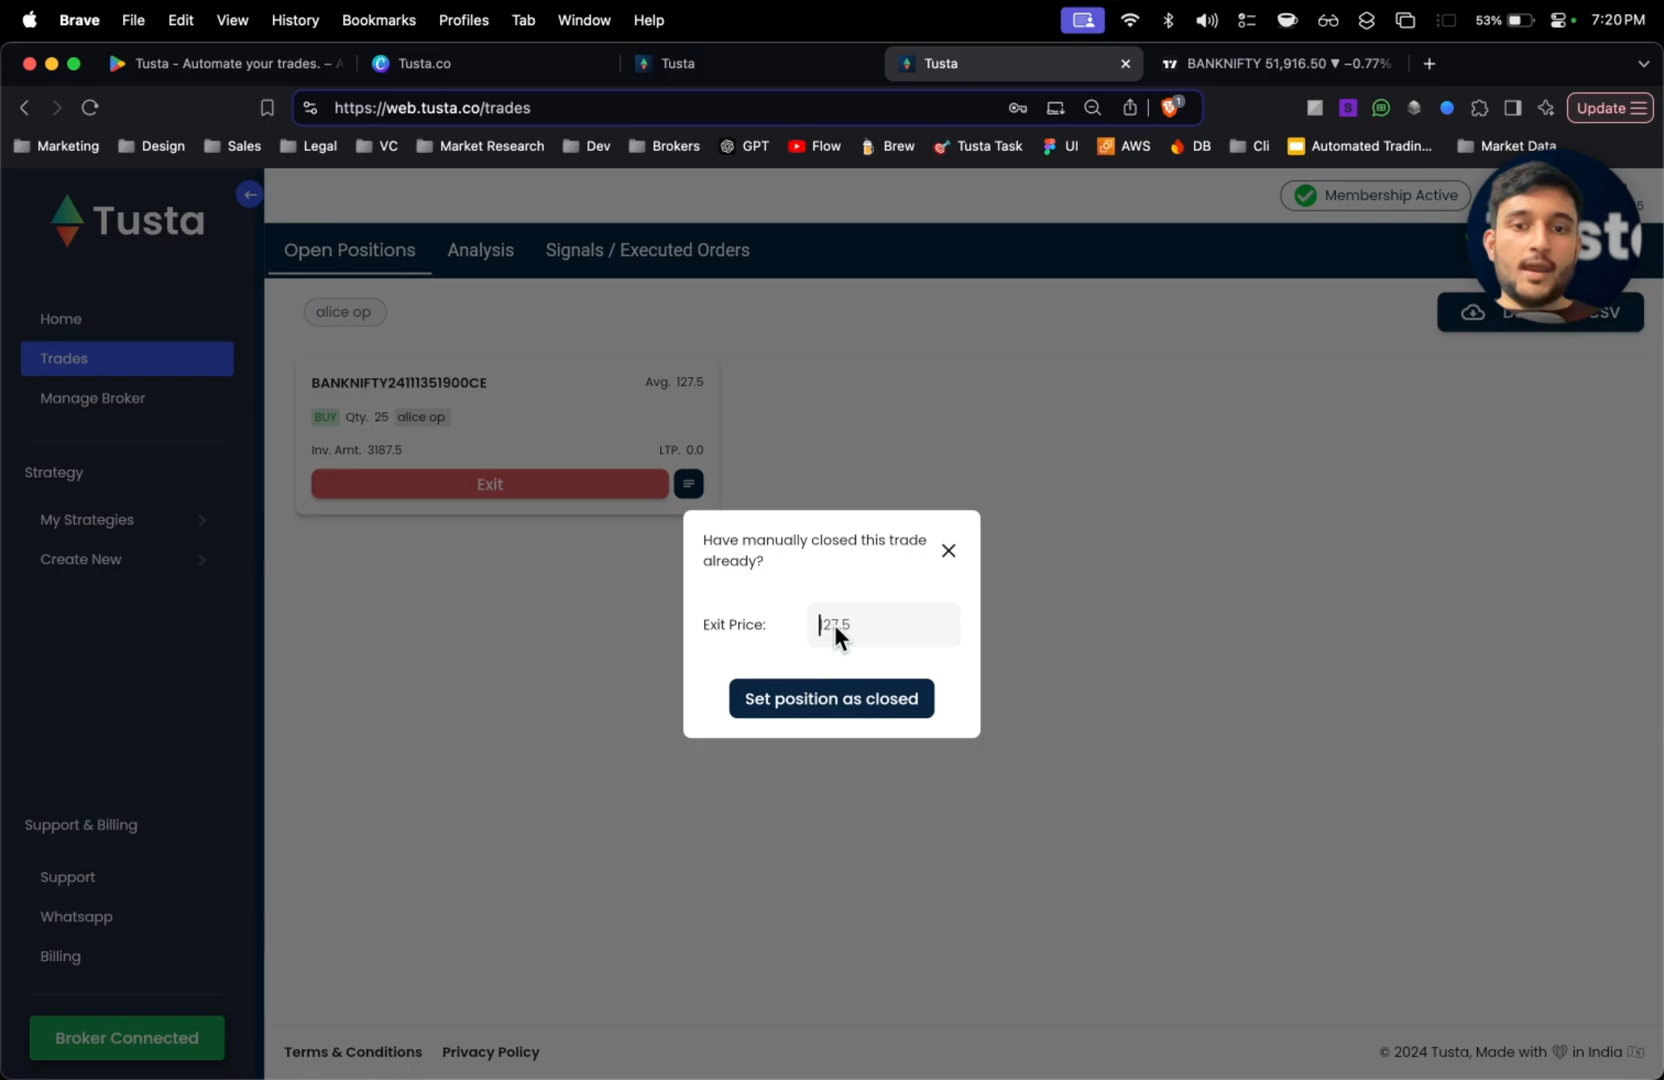 Brave File Edit View History Bookmarks Profiles Tab Window Help 53% 7:20 PM
Tusta - Automate your trades. – A Tusta.co Tusta Tusta BANKNIFTY 51,916.50 ▼ −0.77%
https://web.tusta.co/trades 1 S Update
Marketing Design Sales Legal VC Market Research Dev Brokers GPT Flow Brew Tusta Task UI AWS DB Cli Automated Tradin... Market Data
Tusta
Membership Active
Open Positions Analysis Signals / Executed Orders
alice op
Home
Trades
Manage Broker
Strategy
My Strategies
Create New
BANKNIFTY24111351900CE Avg. 127.5
BUY Qty. 25 alice op
Inv. Amt. 3187.5 LTP. 0.0
Exit
Have manually closed this trade
already?
Exit Price: 127.5
Set position as closed
Support & Billing
Support
Whatsapp
Billing
Broker Connected
Terms & Conditions Privacy Policy © 2024 Tusta, Made with in India